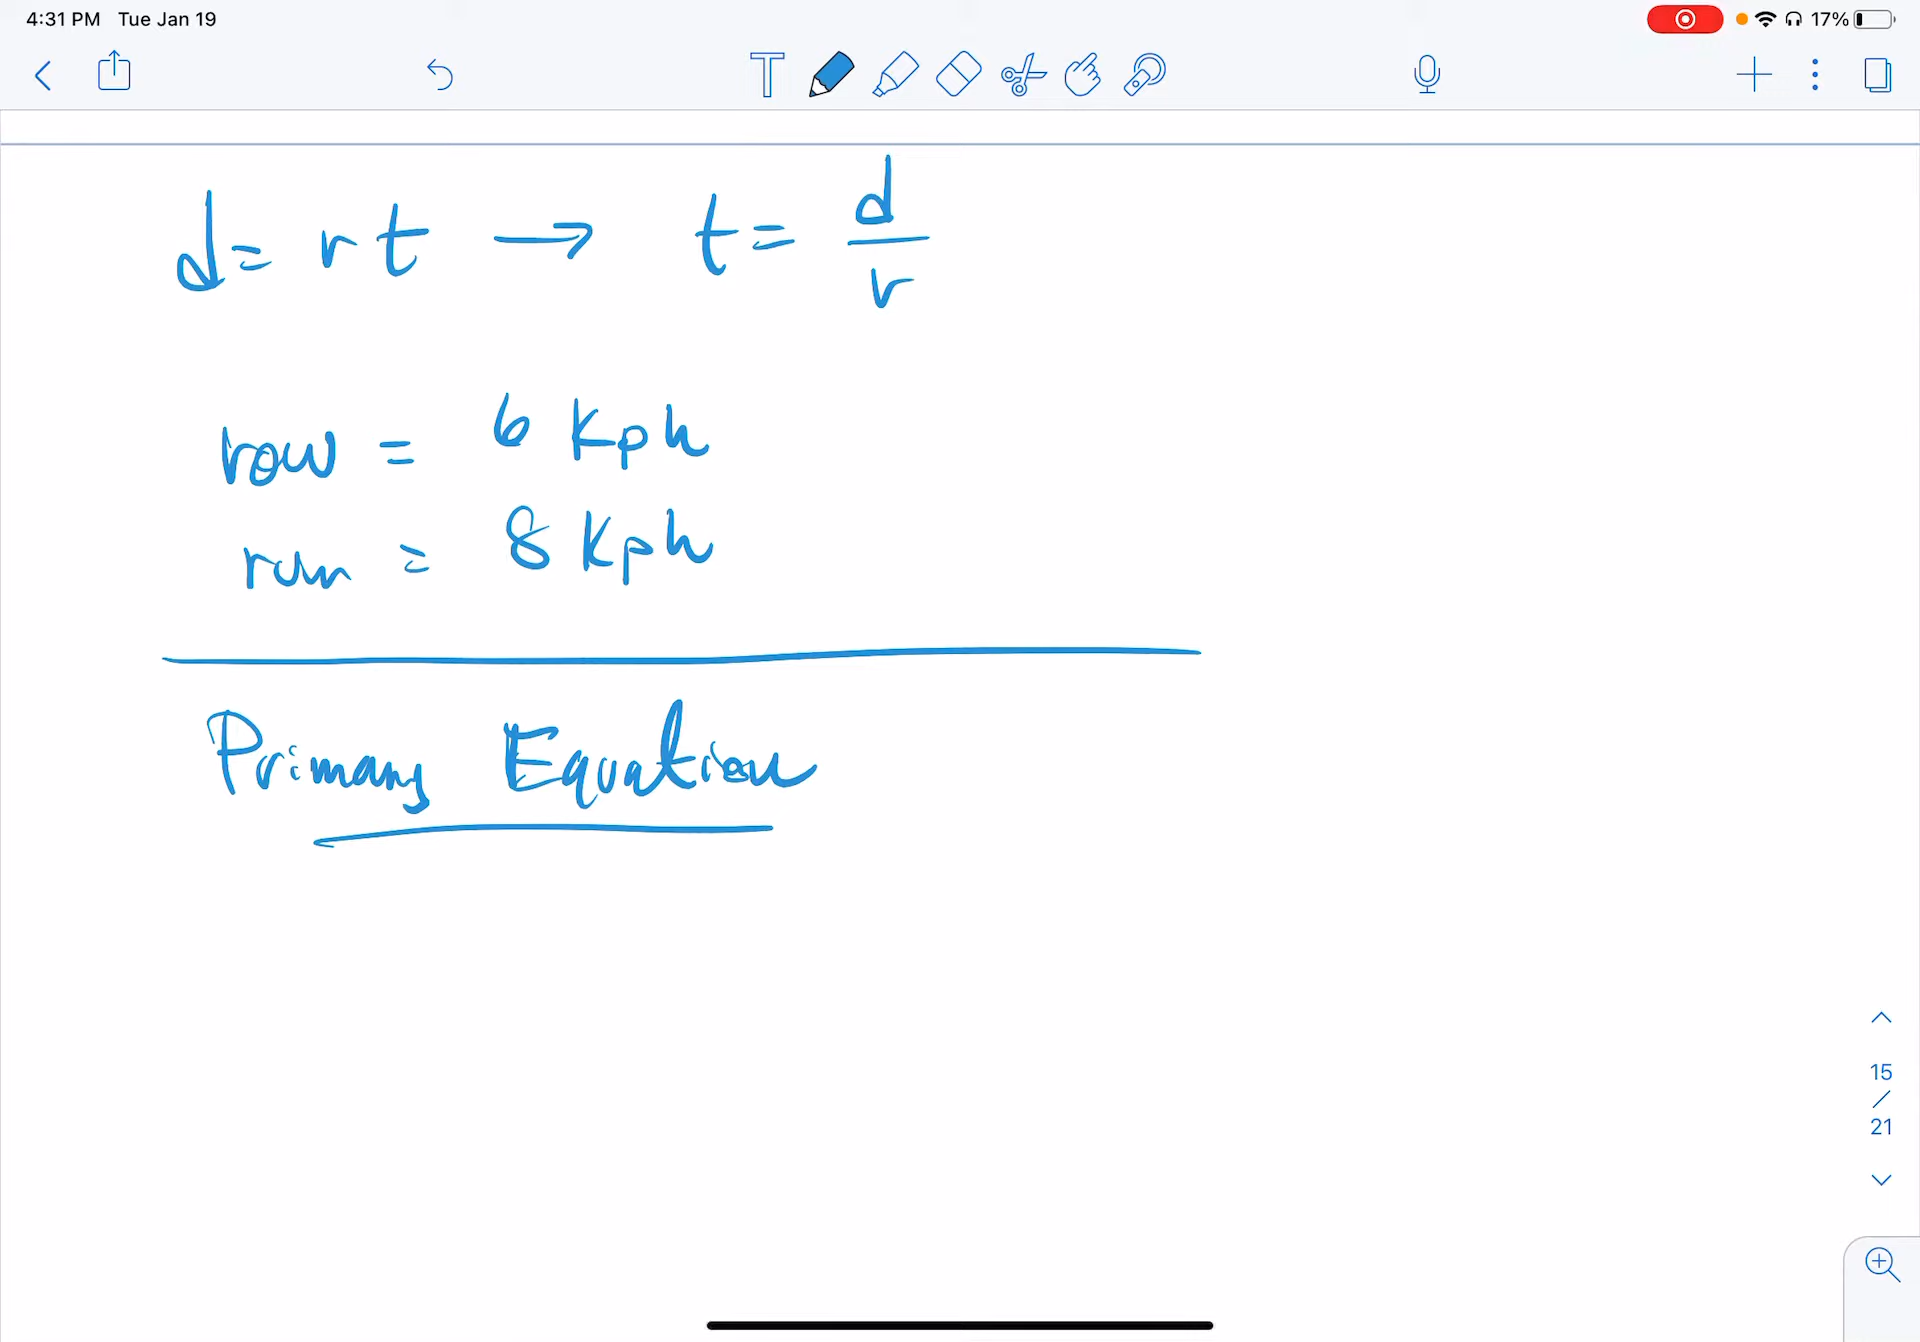 4:31 PM Tue Jan 19
17%
T
d = rt → t = d/r
row = 6 Kph
run = 8 Kph
Primary Equation
15
/
21